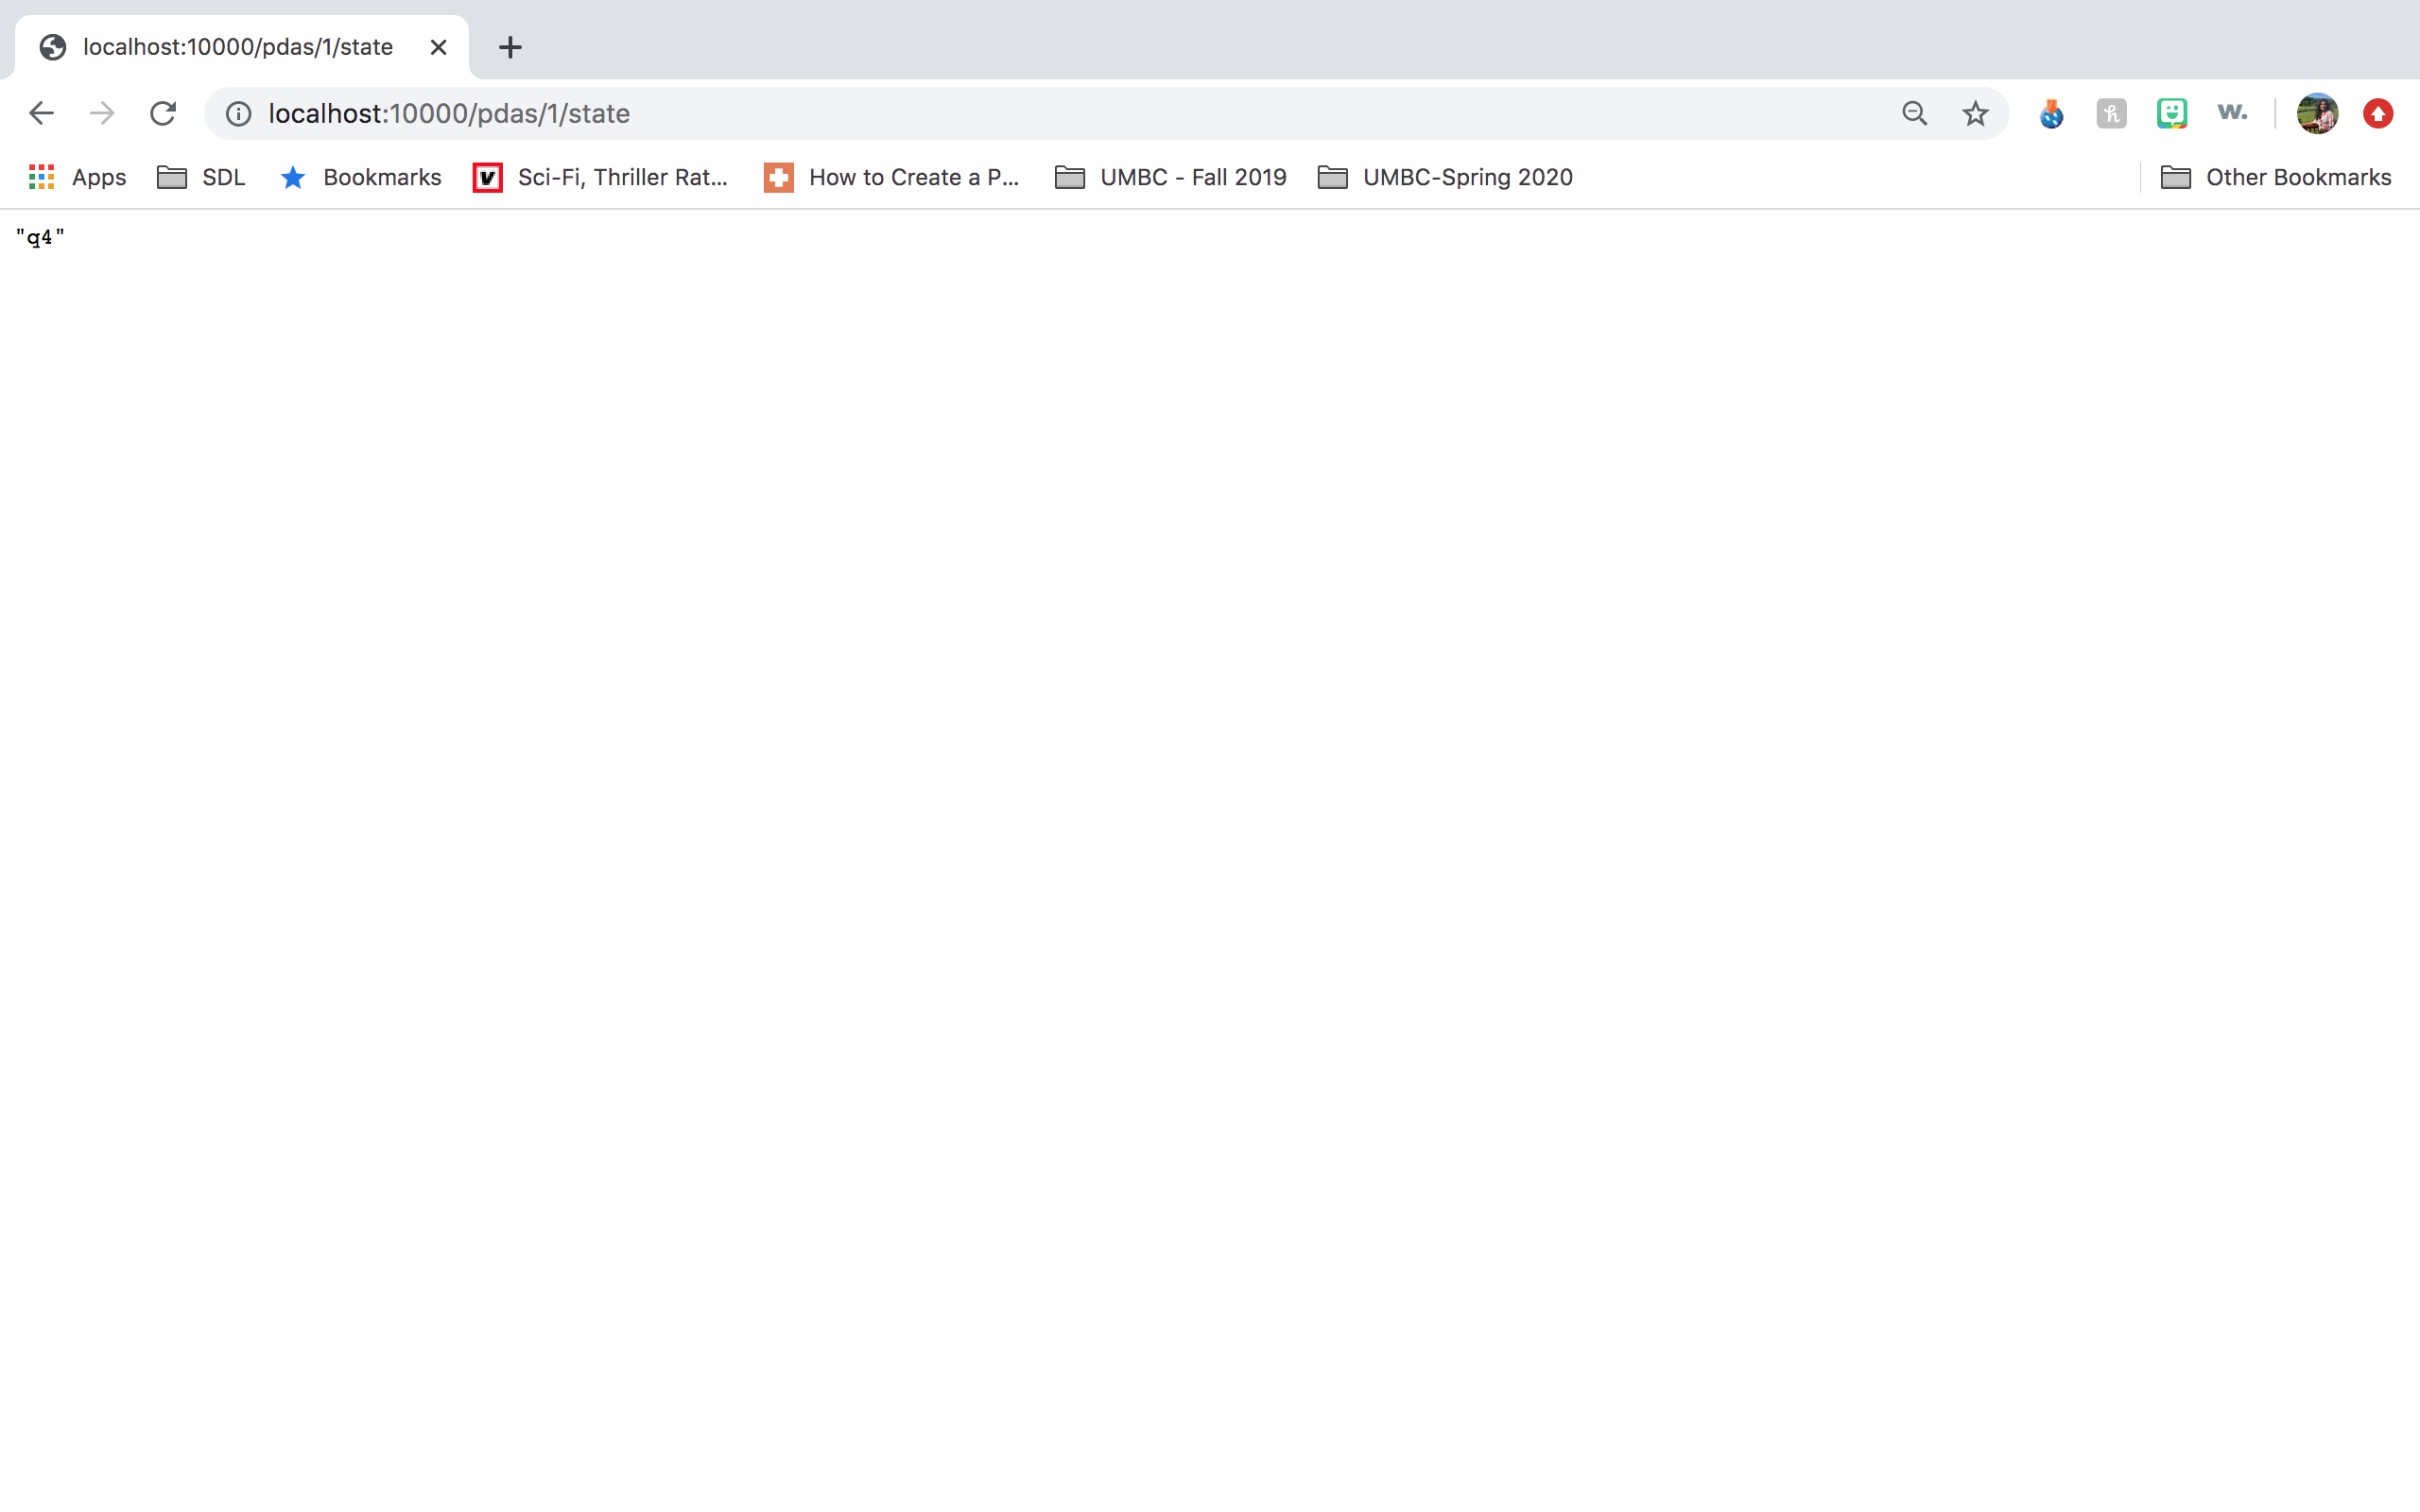 localhost:10000/pdas/1/state
localhost:10000/pdas/1/state
h w.
Apps SDL Bookmarks V Sci-Fi, Thriller Rat... How to Create a P... UMBC - Fall 2019 UMBC-Spring 2020 Other Bookmarks
"q4"